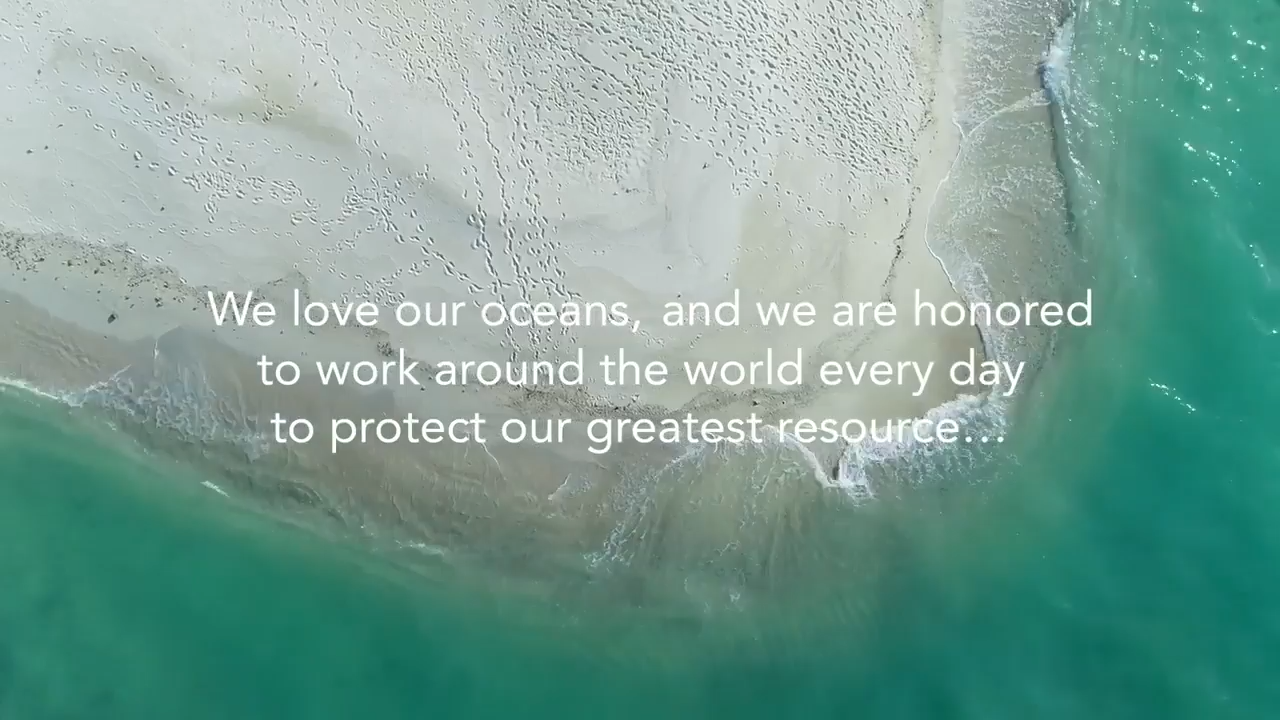 We love our oceans, and we are honored
to work around the world every day
to protect our greatest resource...